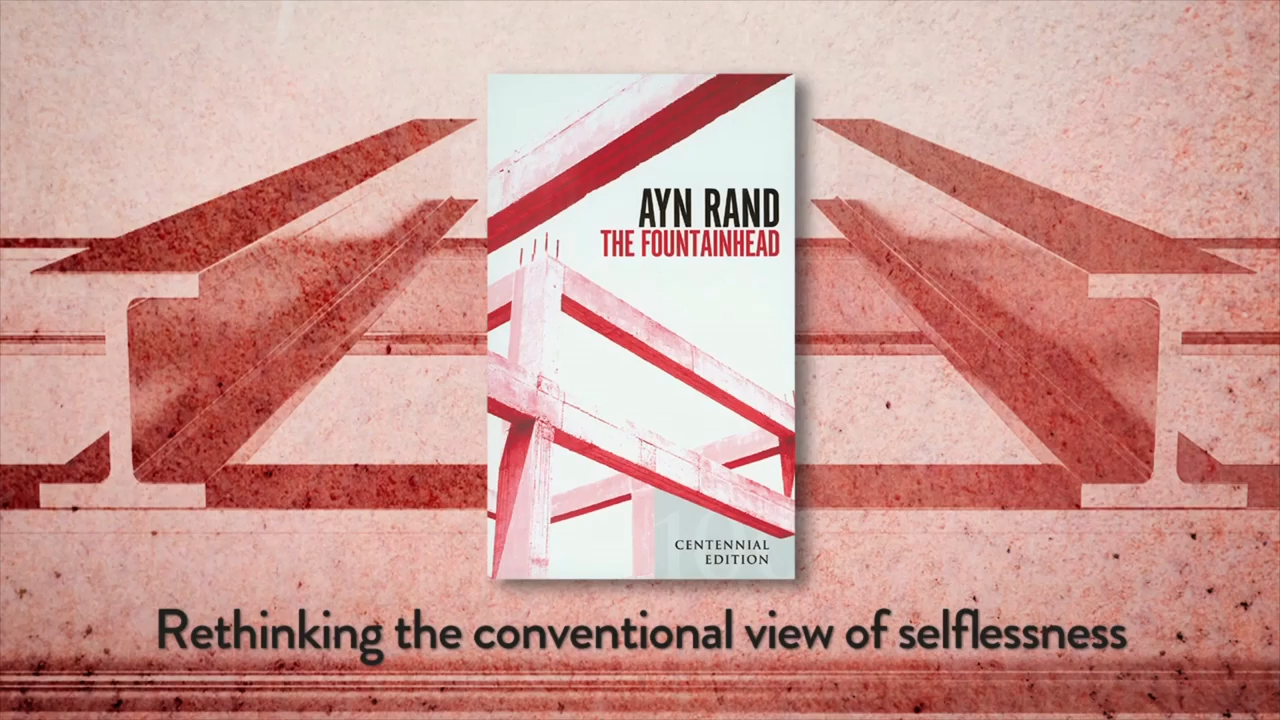 AYN RAND
THE FOUNTAINHEAD
CENTENNIAL
EDITION
Rethinking the conventional view of selflessness